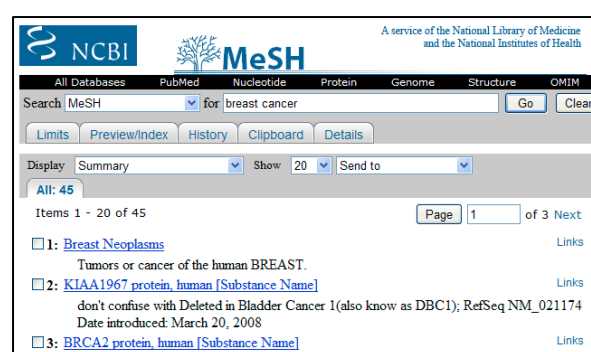 A service of the National Library of Medicine
and the National Institutes of Health
NCBI MeSH
All Databases PubMed Nucleotide Protein Genome Structure OMIM
Search MeSH for breast cancer Go Clear
Limits Preview/Index History Clipboard Details
Display Summary Show 20 Send to
All: 45
Items 1 - 20 of 45 Page 1 of 3 Next
1: Breast Neoplasms Links
Tumors or cancer of the human BREAST.
2: KIAA1967 protein, human [Substance Name] Links
don't confuse with Deleted in Bladder Cancer 1(also know as DBC1); RefSeq NM_021174
Date introduced: March 20, 2008
3: BRCA2 protein, human [Substance Name] Links